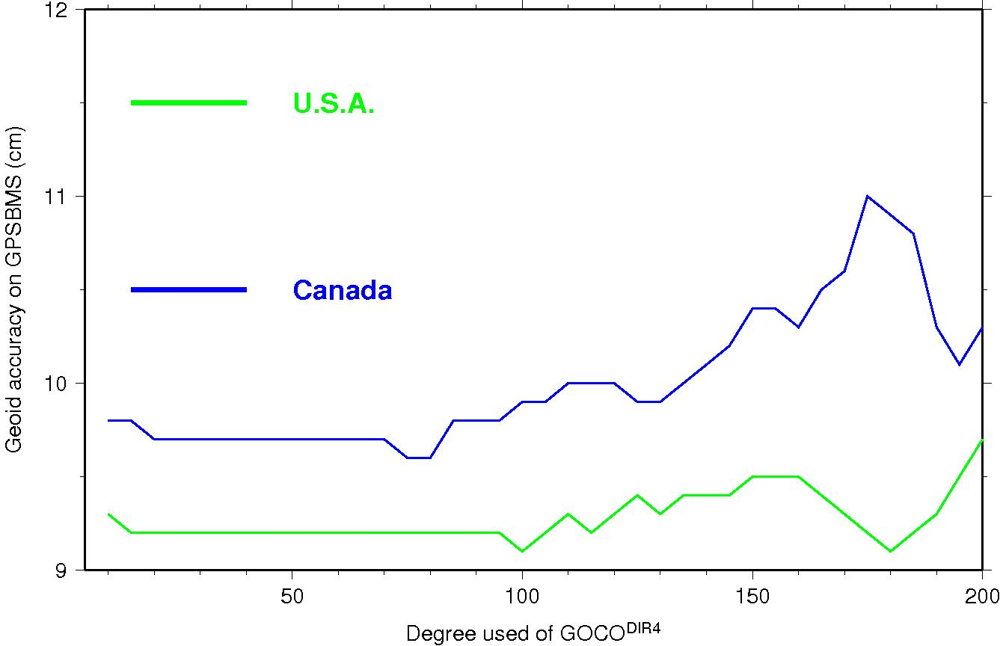 12
11
10
9
Geoid accuracy on GPSBMS (cm)
U.S.A.
Canada
50 100 150 200
Degree used of GOCO^DIR4